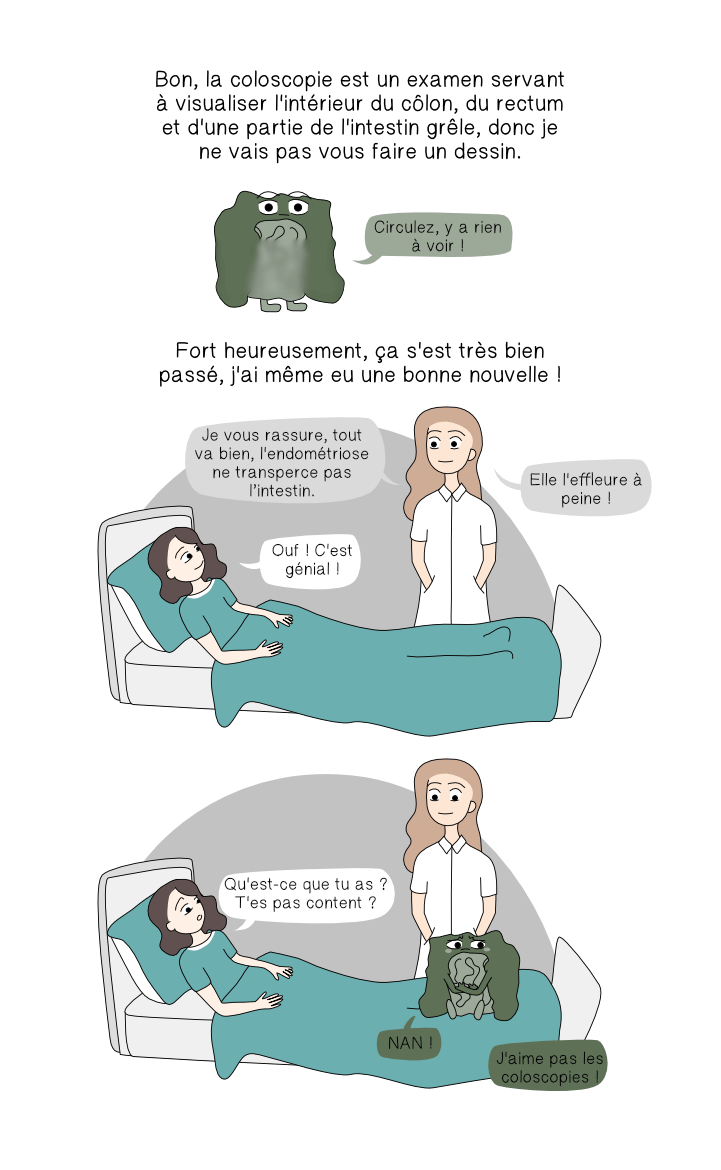 Bon, la coloscopie est un examen servant
à visualiser l'intérieur du côlon, du rectum
et d'une partie de l'intestin grêle, donc je
ne vais pas vous faire un dessin.
Circulez, y a rien
à voir !
Fort heureusement, ça s'est très bien
passé, j'ai même eu une bonne nouvelle !
Je vous rassure, tout
va bien, l'endométriose
ne transperce pas
l'intestin.
Elle l'effleure à
peine !
Ouf ! C'est
génial !
Qu'est-ce que tu as ?
T'es pas content ?
NAN !
J'aime pas les
coloscopies !